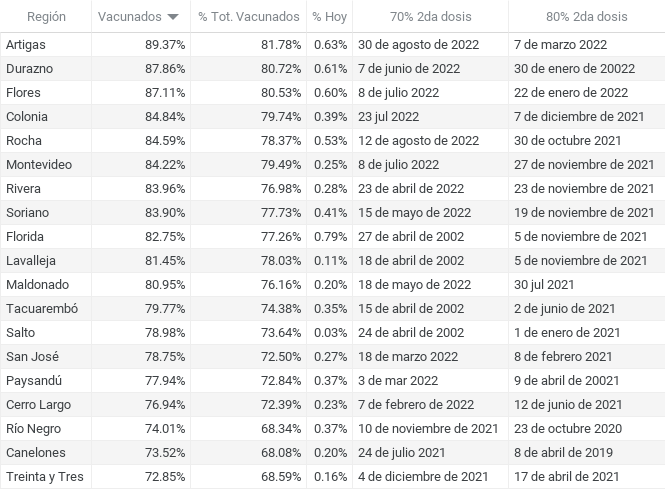 Región Vacunados % Tot. Vacunados % Hoy 70% 2da dosis 80% 2da dosis
Artigas 89.37% 81.78% 0.63% 30 de agosto de 2022 7 de marzo 2022
Durazno 87.86% 80.72% 0.61% 7 de junio de 2022 30 de enero de 20022
Flores 87.11% 80.53% 0.60% 8 de julio 2022 22 de enero de 2022
Colonia 84.84% 79.74% 0.39% 23 jul 2022 7 de diciembre de 2021
Rocha 84.59% 78.37% 0.53% 12 de agosto de 2022 30 de octubre 2021
Montevideo 84.22% 79.49% 0.25% 8 de julio 2022 27 de noviembre de 2021
Rivera 83.96% 76.98% 0.28% 23 de abril de 2022 23 de noviembre de 2021
Soriano 83.90% 77.73% 0.41% 15 de mayo de 2022 19 de noviembre de 2021
Florida 82.75% 77.26% 0.79% 27 de abril de 2002 5 de noviembre de 2021
Lavalleja 81.45% 78.03% 0.11% 18 de abril de 2002 5 de noviembre de 2021
Maldonado 80.95% 76.16% 0.20% 18 de mayo de 2022 30 jul 2021
Tacuarembó 79.77% 74.38% 0.35% 15 de abril de 2002 2 de junio de 2021
Salto 78.98% 73.64% 0.03% 24 de abril de 2002 1 de enero de 2021
San José 78.75% 72.50% 0.27% 18 de marzo 2022 8 de febrero 2021
Paysandú 77.94% 72.84% 0.37% 3 de mar 2022 9 de abril de 20021
Cerro Largo 76.94% 72.39% 0.23% 7 de febrero de 2022 12 de junio de 2021
Río Negro 74.01% 68.34% 0.37% 10 de noviembre de 2021 23 de octubre 2020
Canelones 73.52% 68.08% 0.20% 24 de julio de 2021 8 de abril de 2019
Treinta y Tres 72.85% 68.59% 0.16% 4 de diciembre de 2021 17 de abril de 2021